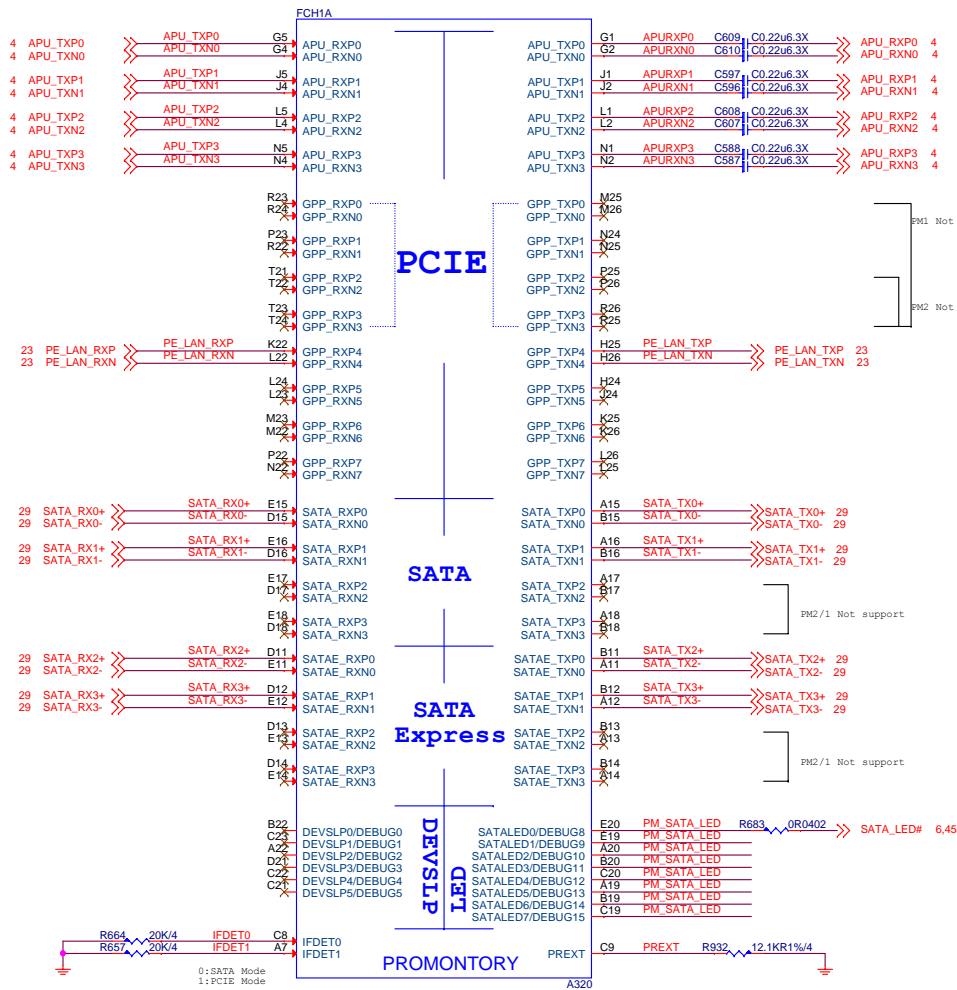 FCH1A
4 APU_TXP0 APU_TXP0 G5 APU_RXP0 APU_TXP0 G1 APURXP0 C609 C0.22u6.3X APU_RXP0 4
4 APU_TXN0 APU_TXN0 G4 APU_RXN0 APU_TXN0 G2 APURXN0 C610 C0.22u6.3X APU_RXN0 4
4 APU_TXP1 APU_TXP1 J5 APU_RXP1 APU_TXP1 J1 APURXP1 C597 C0.22u6.3X APU_RXP1 4
4 APU_TXN1 APU_TXN1 J4 APU_RXN1 APU_TXN1 J2 APURXN1 C596 C0.22u6.3X APU_RXN1 4
4 APU_TXP2 APU_TXP2 L5 APU_RXP2 APU_TXP2 L1 APURXP2 C608 C0.22u6.3X APU_RXP2 4
4 APU_TXN2 APU_TXN2 L4 APU_RXN2 APU_TXN2 L2 APURXN2 C607 C0.22u6.3X APU_RXN2 4
4 APU_TXP3 APU_TXP3 N5 APU_RXP3 APU_TXP3 N1 APURXP3 C588 C0.22u6.3X APU_RXP3 4
4 APU_TXN3 APU_TXN3 N4 APU_RXN3 APU_TXN3 N2 APURXN3 C587 C0.22u6.3X APU_RXN3 4
R23 GPP_RXP0 GPP_TXP0 M25
R24 GPP_RXN0 GPP_TXN0 M26
PM1 Not
P23 GPP_RXP1 GPP_TXP1 N24
R22 GPP_RXN1 GPP_TXN1 N25
PCIE
T21 GPP_RXP2 GPP_TXP2 P25
T22 GPP_RXN2 GPP_TXN2 P26
PM2 Not
T23 GPP_RXP3 GPP_TXP3 R26
T24 GPP_RXN3 GPP_TXN3 R25
23 PE_LAN_RXP PE_LAN_RXP K22 GPP_RXP4 GPP_TXP4 H25 PE_LAN_TXP PE_LAN_TXP 23
23 PE_LAN_RXN PE_LAN_RXN L22 GPP_RXN4 GPP_TXN4 H26 PE_LAN_TXN PE_LAN_TXN 23
L24 GPP_RXP5 GPP_TXP5 H24
L23 GPP_RXN5 GPP_TXN5 J24
M23 GPP_RXP6 GPP_TXP6 K25
M22 GPP_RXN6 GPP_TXN6 K26
P22 GPP_RXP7 GPP_TXP7 L26
N22 GPP_RXN7 GPP_TXN7 L25
29 SATA_RX0+ SATA_RX0+ E15 SATA_RXP0 SATA_TXP0 A15 SATA_TX0+ SATA_TX0+ 29
29 SATA_RX0- SATA_RX0- D15 SATA_RXN0 SATA_TXN0 B15 SATA_TX0- SATA_TX0- 29
29 SATA_RX1+ SATA_RX1+ E16 SATA_RXP1 SATA_TXP1 A16 SATA_TX1+ SATA_TX1+ 29
29 SATA_RX1- SATA_RX1- D16 SATA_RXN1 SATA_TXN1 B16 SATA_TX1- SATA_TX1- 29
SATA
E17 SATA_RXP2 SATA_TXP2 A17
D17 SATA_RXN2 SATA_TXN2 B17
PM2/1 Not support
E18 SATA_RXP3 SATA_TXP3 A18
D18 SATA_RXN3 SATA_TXN3 B18
29 SATA_RX2+ SATA_RX2+ D11 SATAE_RXP0 SATAE_TXP0 B11 SATA_TX2+ SATA_TX2+ 29
29 SATA_RX2- SATA_RX2- E11 SATAE_RXN0 SATAE_TXN0 A11 SATA_TX2- SATA_TX2- 29
29 SATA_RX3+ SATA_RX3+ D12 SATAE_RXP1 SATAE_TXP1 B12 SATA_TX3+ SATA_TX3+ 29
29 SATA_RX3- SATA_RX3- E12 SATAE_RXN1 SATAE_TXN1 A12 SATA_TX3- SATA_TX3- 29
SATA
Express
D13 SATAE_RXP2 SATAE_TXP2 B13
E13 SATAE_RXN2 SATAE_TXN2 A13
PM2/1 Not support
D14 SATAE_RXP3 SATAE_TXP3 B14
E14 SATAE_RXN3 SATAE_TXN3 A14
DEVSLP
LED
B22 DEVSLP0/DEBUG0 SATALED0/DEBUG8 E20 PM_SATA_LED R683 0R0402 SATA_LED# 6,45
C23 DEVSLP1/DEBUG1 SATALED1/DEBUG9 E19 PM_SATA_LED
A22 DEVSLP2/DEBUG2 SATALED2/DEBUG10 A20 PM_SATA_LED
D21 DEVSLP3/DEBUG3 SATALED3/DEBUG11 B20 PM_SATA_LED
C22 DEVSLP4/DEBUG4 SATALED4/DEBUG12 C20 PM_SATA_LED
C21 DEVSLP5/DEBUG5 SATALED5/DEBUG13 A19 PM_SATA_LED
SATALED6/DEBUG14 B19 PM_SATA_LED
SATALED7/DEBUG15 C19 PM_SATA_LED
R664 20K/4 IFDET0 C8 IFDET0
R657 20K/4 IFDET1 A7 IFDET1 PREXT C9 PREXT R932 12.1KR1%/4
0:SATA Mode
1:PCIE Mode
PROMONTORY
A320